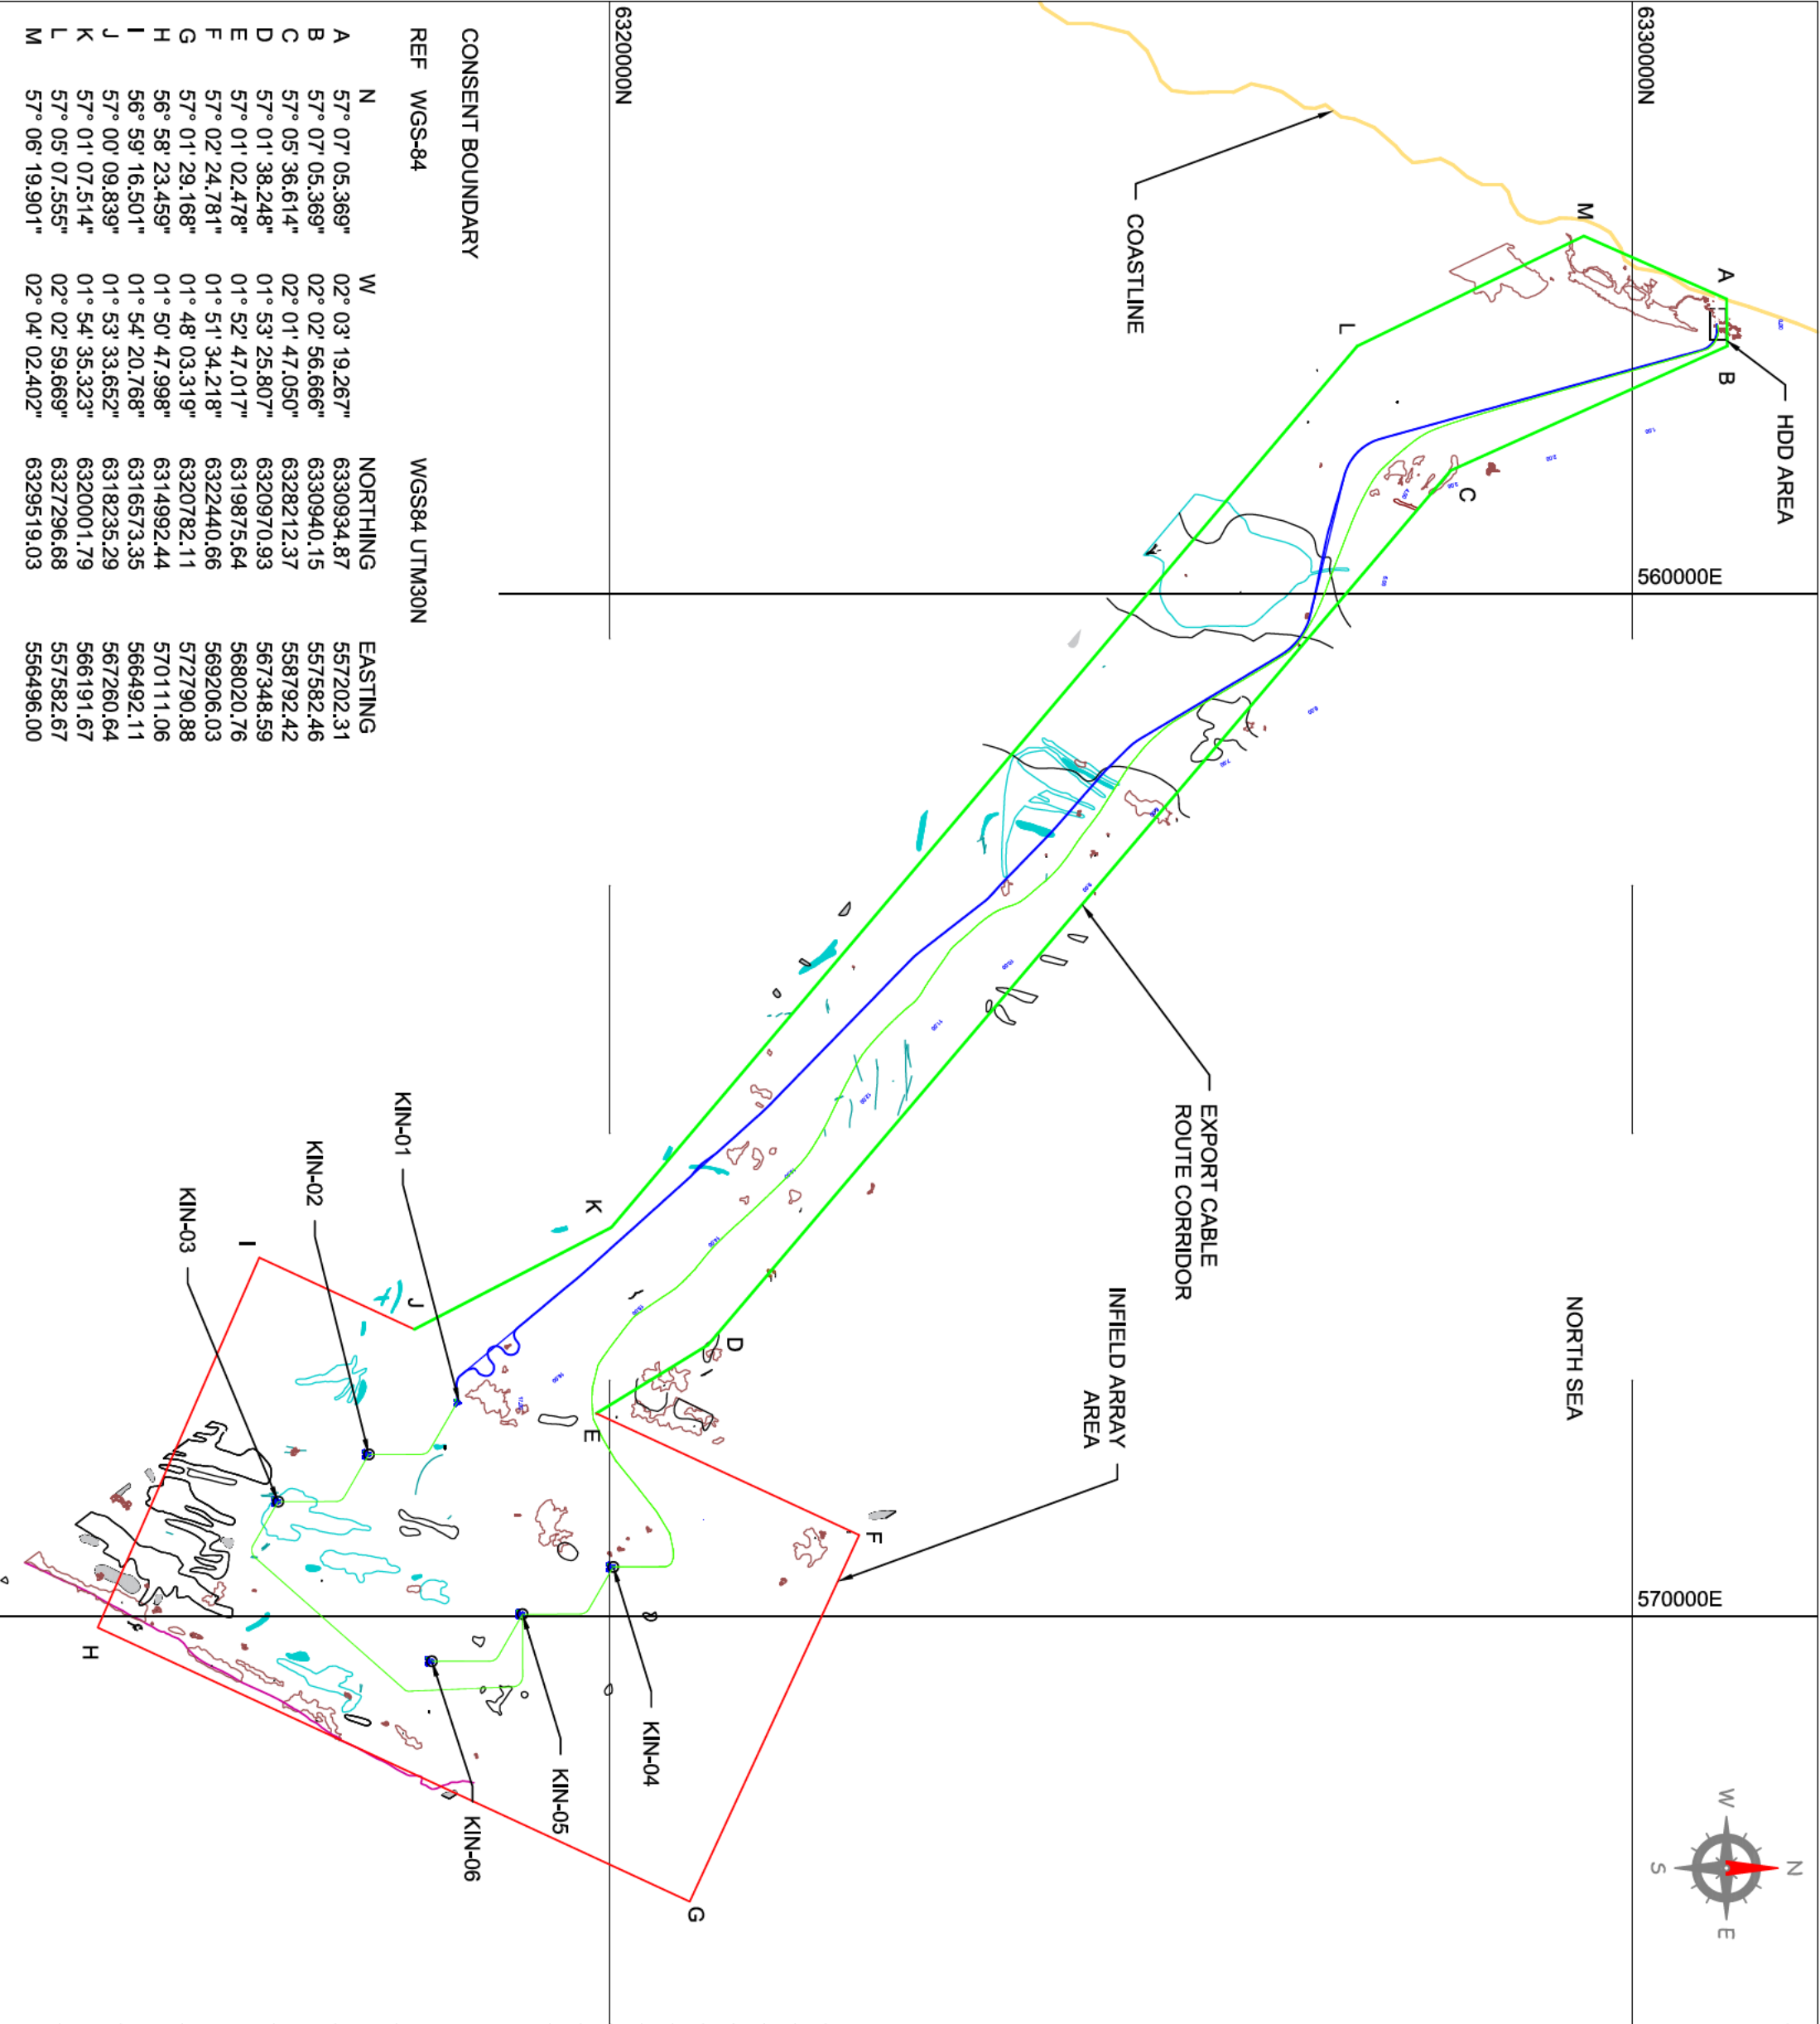 6330000N
6320000N
560000E
570000E
NORTH SEA
N
E
S
W
HDD AREA
A
B
C
D
E
F
G
H
I
J
K
L
M
COASTLINE
EXPORT CABLE
ROUTE CORRIDOR
INFIELD ARRAY
AREA
KIN-01
KIN-02
KIN-03
KIN-04
KIN-05
KIN-06
CONSENT BOUNDARY
REF WGS-84 WGS84 UTM30N
N W NORTHING EASTING
A 57° 07' 05.369" 02° 03' 19.267" 6330934.87 557202.31
B 57° 07' 05.369" 02° 02' 56.666" 6330940.15 557582.46
C 57° 05' 36.614" 02° 01' 47.050" 6328212.37 558792.42
D 57° 01' 38.248" 01° 53' 25.807" 6320970.93 567348.59
E 57° 01' 02.478" 01° 52' 47.017" 6319875.64 568020.76
F 57° 02' 24.781" 01° 51' 34.218" 6322440.66 569206.03
G 57° 01' 29.168" 01° 48' 03.319" 6320782.11 572790.88
H 56° 58' 23.459" 01° 50' 47.998" 6314992.44 570111.06
I 56° 59' 16.501" 01° 54' 20.768" 6316573.35 566492.11
J 57° 00' 09.839" 01° 53' 33.652" 6318235.29 567260.64
K 57° 01' 07.514" 01° 54' 35.323" 6320001.79 566191.67
L 57° 05' 07.555" 02° 02' 59.669" 6327296.68 557582.67
M 57° 06' 19.901" 02° 04' 02.402" 6329519.03 556496.00